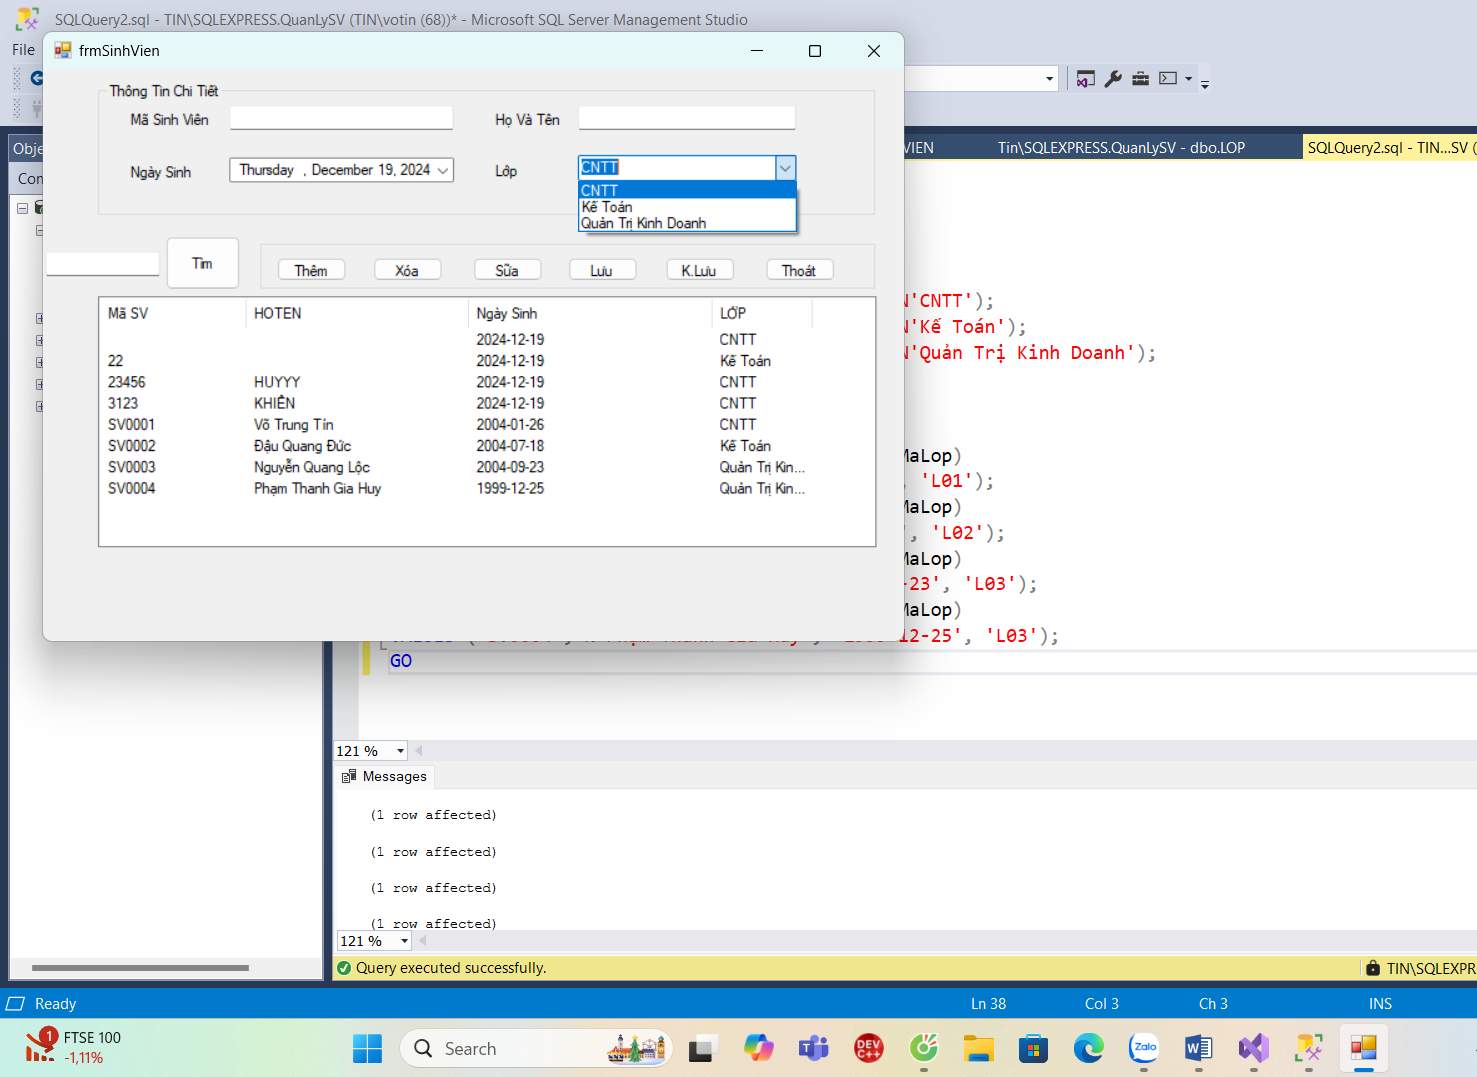 SQLQuery2.sql - TIN\SQLEXPRESS.QuanLySV (TIN\votin (68))* - Microsoft SQL Server Management Studio
File
frmSinhVien
Thông Tin Chi Tiết
Mã Sinh Viên
Họ Và Tên
Ngày Sinh
Thursday , December 19, 2024
Lớp
CNTT
CNTT
Kế Toán
Quản Trị Kinh Doanh
Tìm
Thêm
Xóa
Sữa
Lưu
K.Lưu
Thoát
Mã SV HOTEN Ngày Sinh LỚP
2024-12-19 CNTT
22 2024-12-19 Kế Toán
23456 HUYYY 2024-12-19 CNTT
3123 KHIÊN 2024-12-19 CNTT
SV0001 Võ Trung Tín 2004-01-26 CNTT
SV0002 Đậu Quang Đức 2004-07-18 Kế Toán
SV0003 Nguyễn Quang Lộc 2004-09-23 Quản Trị Kin...
SV0004 Phạm Thanh Gia Huy 1999-12-25 Quản Trị Kin...
Obje
Con
VIEN
Tin\SQLEXPRESS.QuanLySV - dbo.LOP
SQLQuery2.sql - TIN...SV (
N'CNTT');
N'Kế Toán');
N'Quản Trị Kinh Doanh');
MaLop)
, 'L01');
MaLop)
', 'L02');
MaLop)
-23', 'L03');
MaLop)
12-25', 'L03');
GO
121 %
Messages
(1 row affected)
(1 row affected)
(1 row affected)
(1 row affected)
121 %
Query executed successfully.
TIN\SQLEXPR
Ready
Ln 38
Col 3
Ch 3
INS
1
FTSE 100
-1,11%
Search
DEV
C++
Zalo